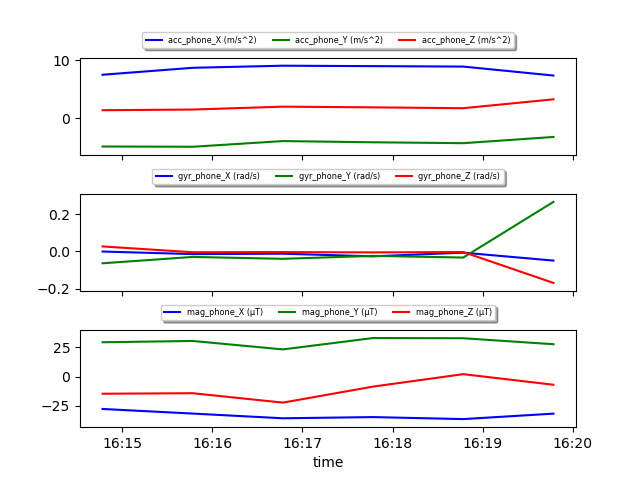 acc_phone_X (m/s^2) acc_phone_Y (m/s^2) acc_phone_Z (m/s^2)
10
0
gyr_phone_X (rad/s) gyr_phone_Y (rad/s) gyr_phone_Z (rad/s)
0.2
0.0
−0.2
mag_phone_X (μT) mag_phone_Y (μT) mag_phone_Z (μT)
25
0
−25
16:15 16:16 16:17 16:18 16:19 16:20
time